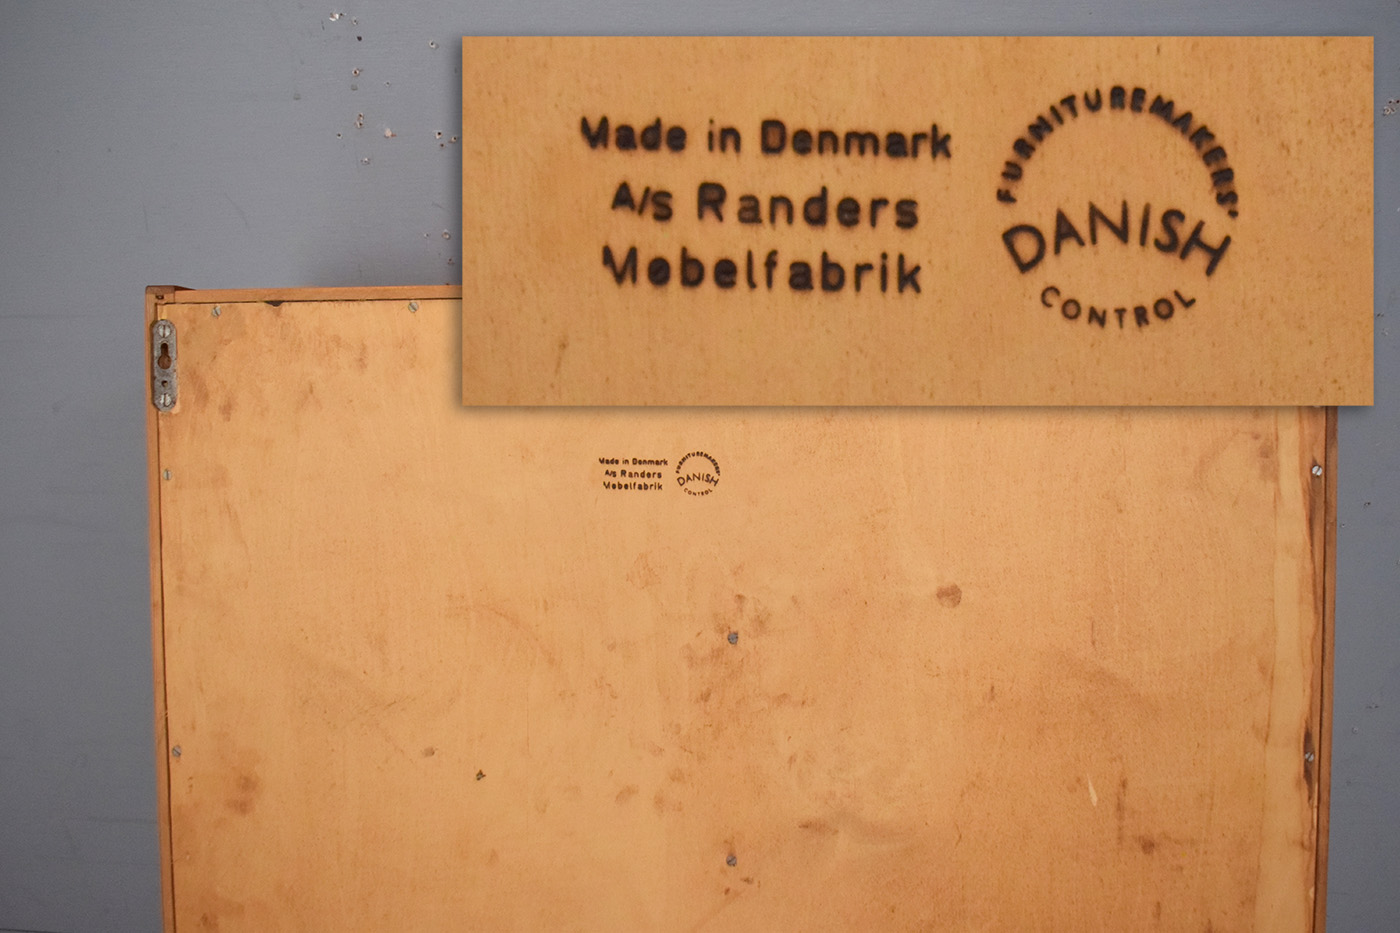 Made in Denmark
A/s Randers
Møbelfabrik
FURNITUREMAKERS'
DANISH
CONTROL
Made in Denmark
A/s Randers
Møbelfabrik
FURNITUREMAKERS'
DANISH
CONTROL